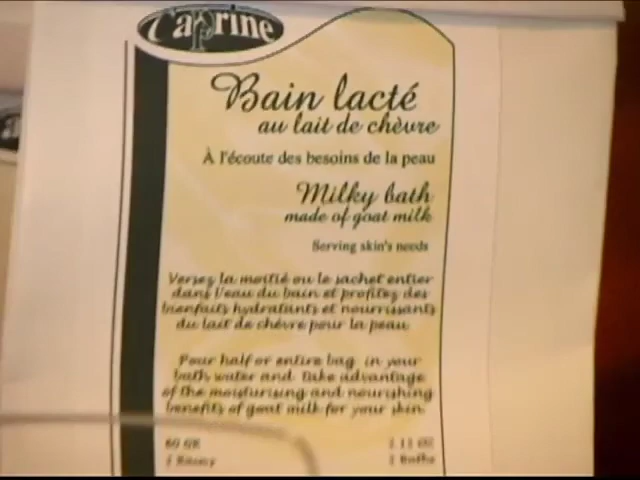 Caprine
Bain lacté
au lait de chèvre
À l'écoute des besoins de la peau
Milky bath
made of goat milk
Serving skin's needs
Versez la moitié ou le sachet entier
dans l'eau du bain et profitez des
bienfaits hydratants et nourrissants
du lait de chèvre pour la peau
Pour half or entire bag in your
bath water and take advantage
of the moisturising and nourishing
benefits of goat milk for your skin
60 GR